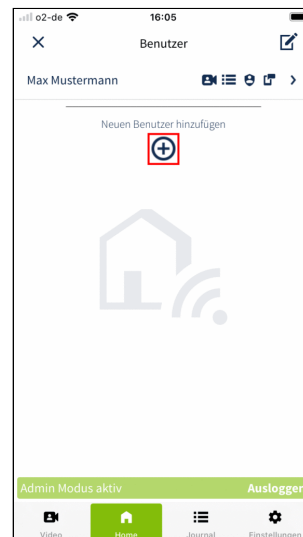 o2-de 16:05
Benutzer
Max Mustermann
Neuen Benutzer hinzufügen
Admin Modus aktiv Ausloggen
Video Home Journal Einstellungen